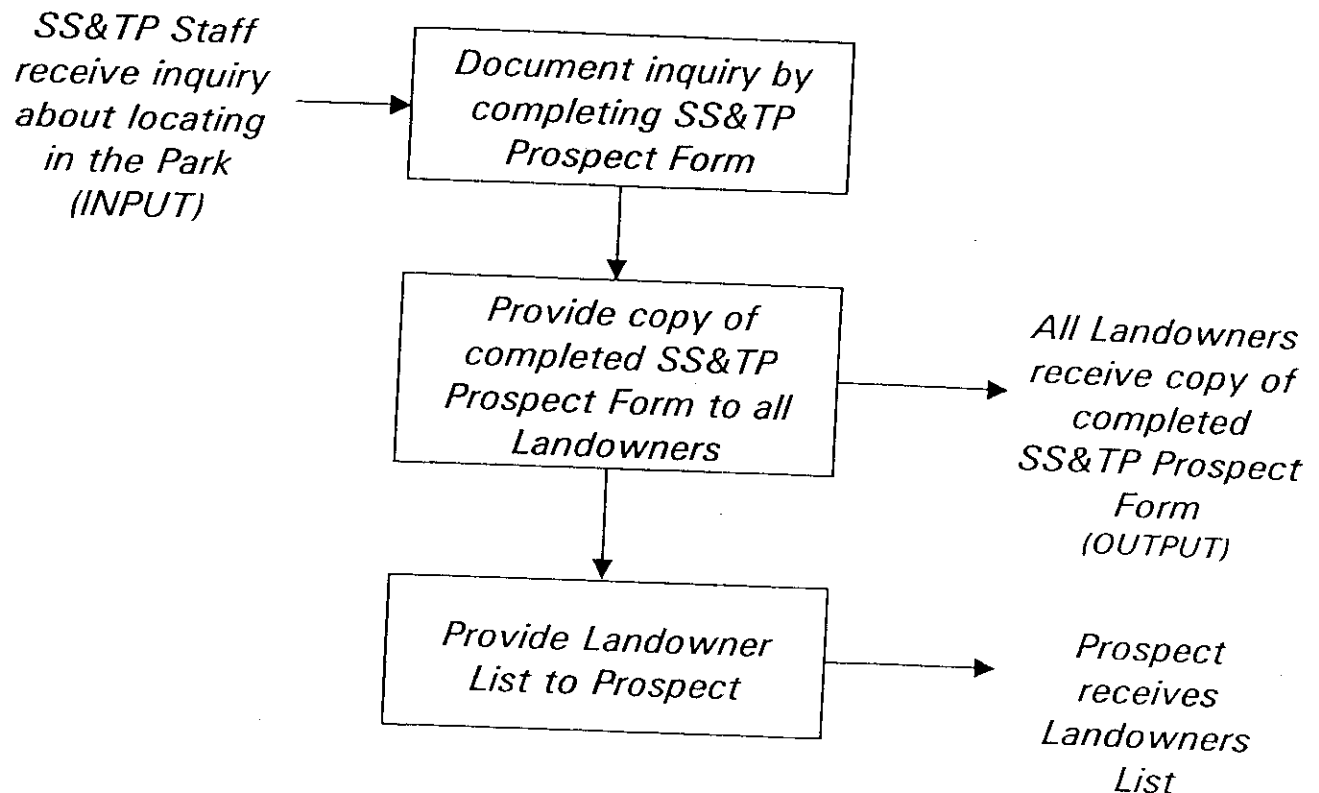 SS&TP Staff
receive inquiry
about locating
in the Park
(INPUT)
Document inquiry by
completing SS&TP
Prospect Form
Provide copy of
completed SS&TP
Prospect Form to all
Landowners
All Landowners
receive copy of
completed
SS&TP Prospect
Form
(OUTPUT)
Provide Landowner
List to Prospect
Prospect
receives
Landowners
List